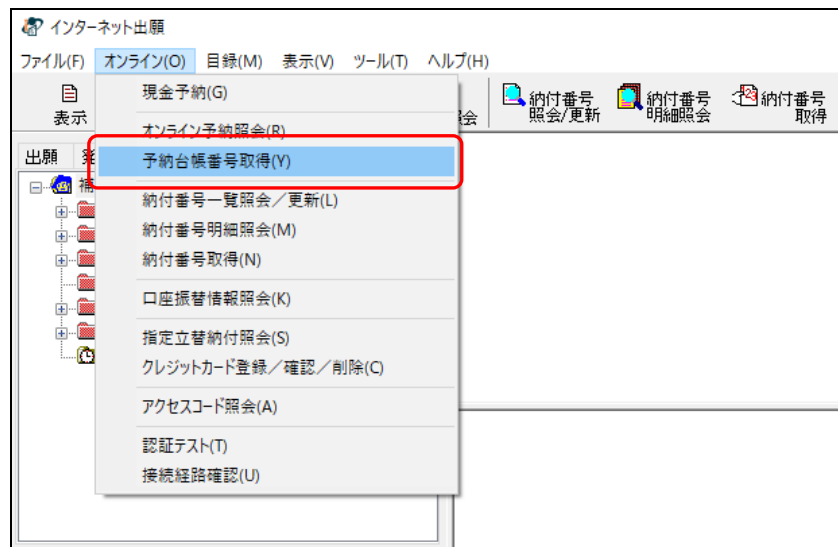 インターネット出願
ファイル(F) オンライン(O) 目録(M) 表示(V) ツール(T) ヘルプ(H)
表示
会
納付番号
照会/更新
納付番号
明細照会
納付番号
取得
出願
現金予納(G)
オンライン予納照会(R)
予納台帳番号取得(Y)
納付番号一覧照会／更新(L)
納付番号明細照会(M)
納付番号取得(N)
口座振替情報照会(K)
指定立替納付照会(S)
クレジットカード登録／確認／削除(C)
アクセスコード照会(A)
認証テスト(T)
接続経路確認(U)